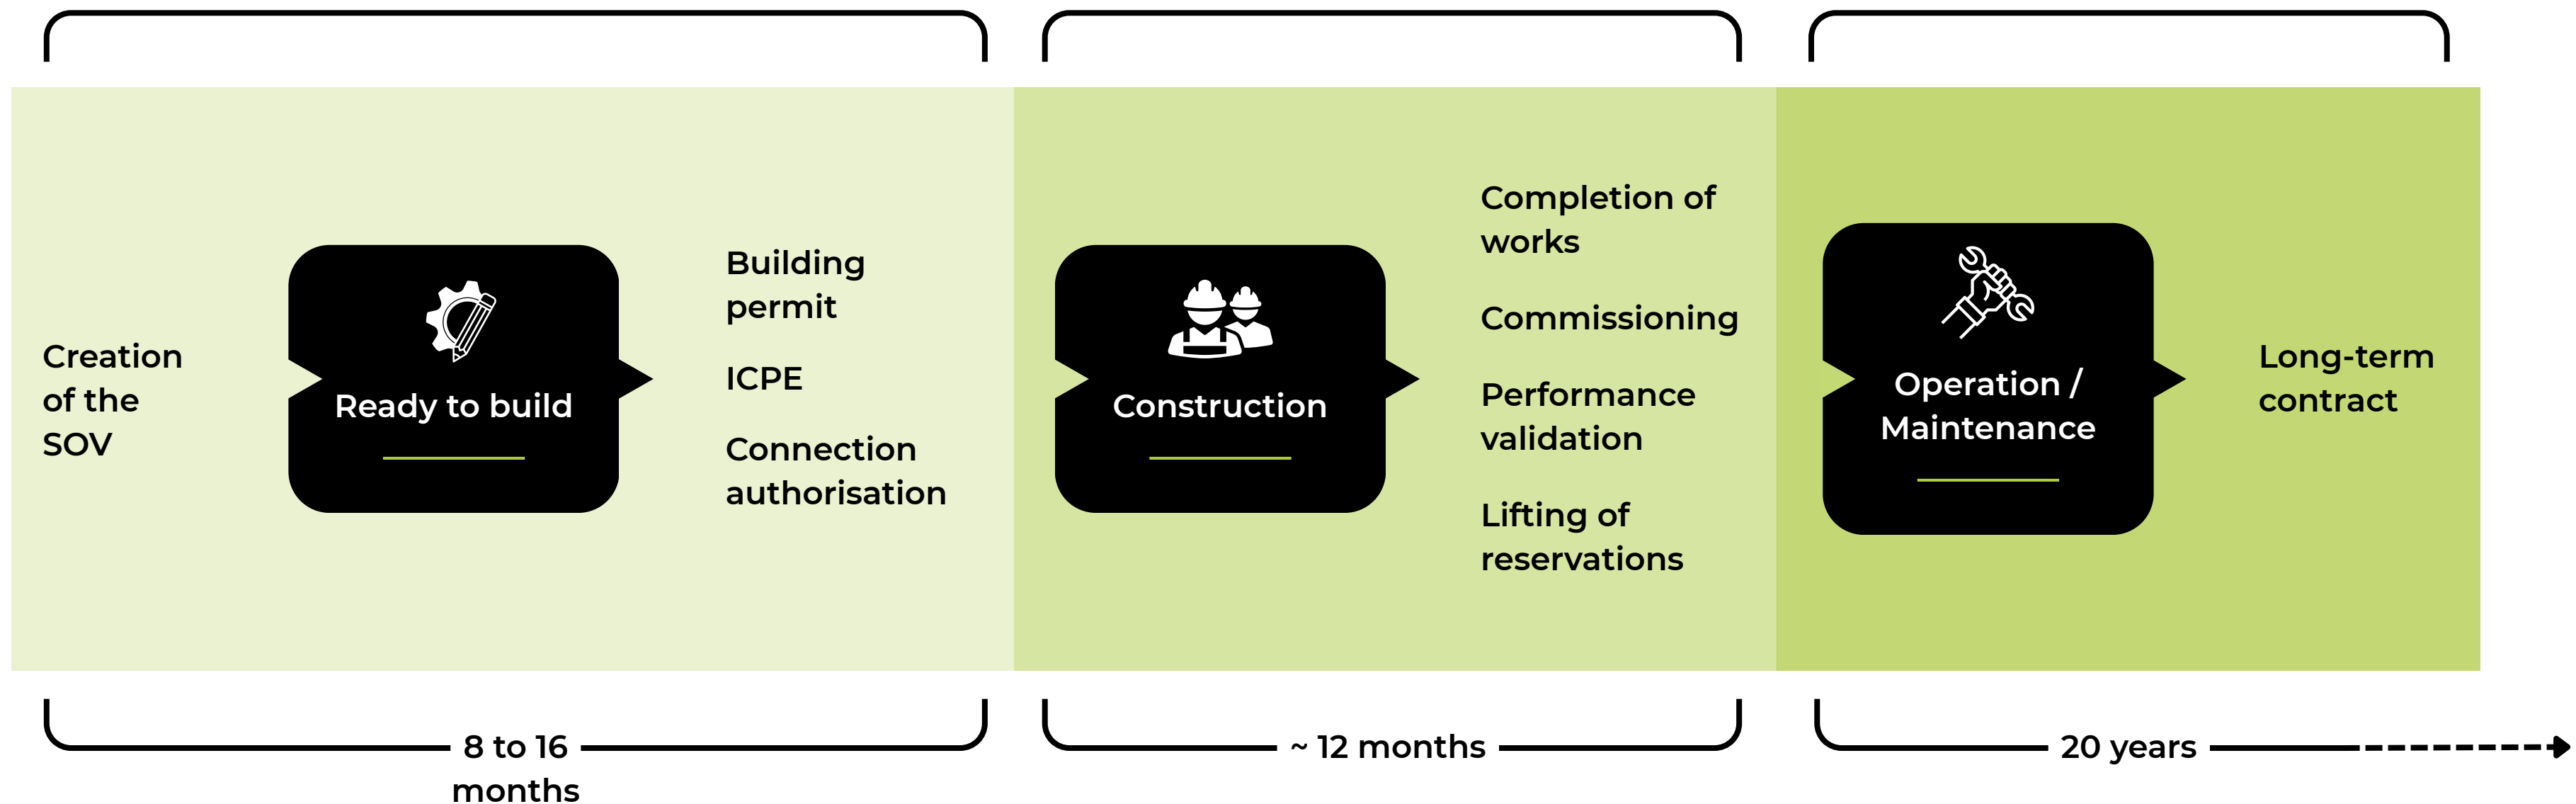 Creation
of the
SOV
Ready to build
Building
permit
ICPE
Connection
authorisation
8 to 16
months
Construction
Completion of
works
Commissioning
Performance
validation
Lifting of
reservations
~ 12 months
Operation /
Maintenance
Long-term
contract
20 years